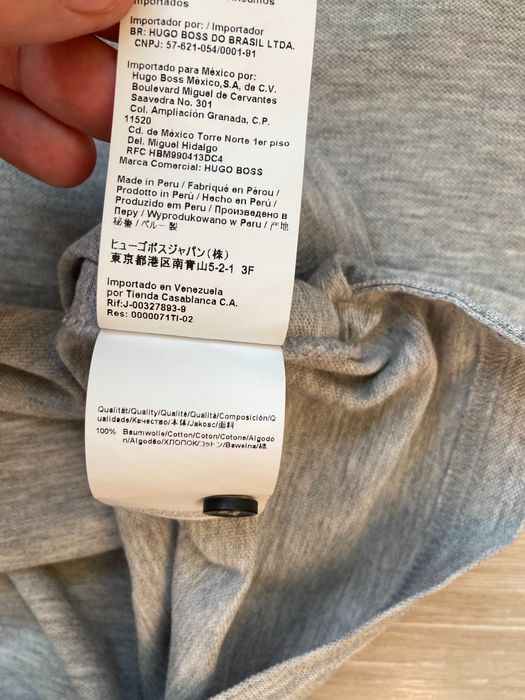 Importados
Importador por: / Importador
BR: HUGO BOSS DO BRASIL LTDA.
CNPJ: 57-621-054/0001-91
Importado para México por:
Hugo Boss México,S.A, de C.V.
Boulevard Miguel de Cervantes
Saavedra No. 301
Col. Ampliación Granada, C.P.
11520
Cd. de México Torre Norte 1er piso
Del. Miguel Hidalgo
RFC HBM990413DC4
Marca Comercial: HUGO BOSS
Made in Peru / Fabriqué en Pérou /
Prodotto in Perù / Hecho en Perú /
Produzido em Peru / Произведено в
Перу / Wyprodukowano w Peru / 产地
秘鲁 / ペルー 製
ヒューゴボスジャパン(株)
東京都港区南青山5-2-1 3F
Importado en Venezuela
por Tienda Casablanca C.A.
Rif:J-00327893-9
Res: 0000071TI-02
Qualität/Quality/Qualité/Qualità/Composición/Q
ualidade/Качество/本体/Jakość/面料
100% Baumwolle/Cotton/Coton/Cotone/Algodó
n/Algodão/ХЛОПОК/コットン/Bawełna/棉